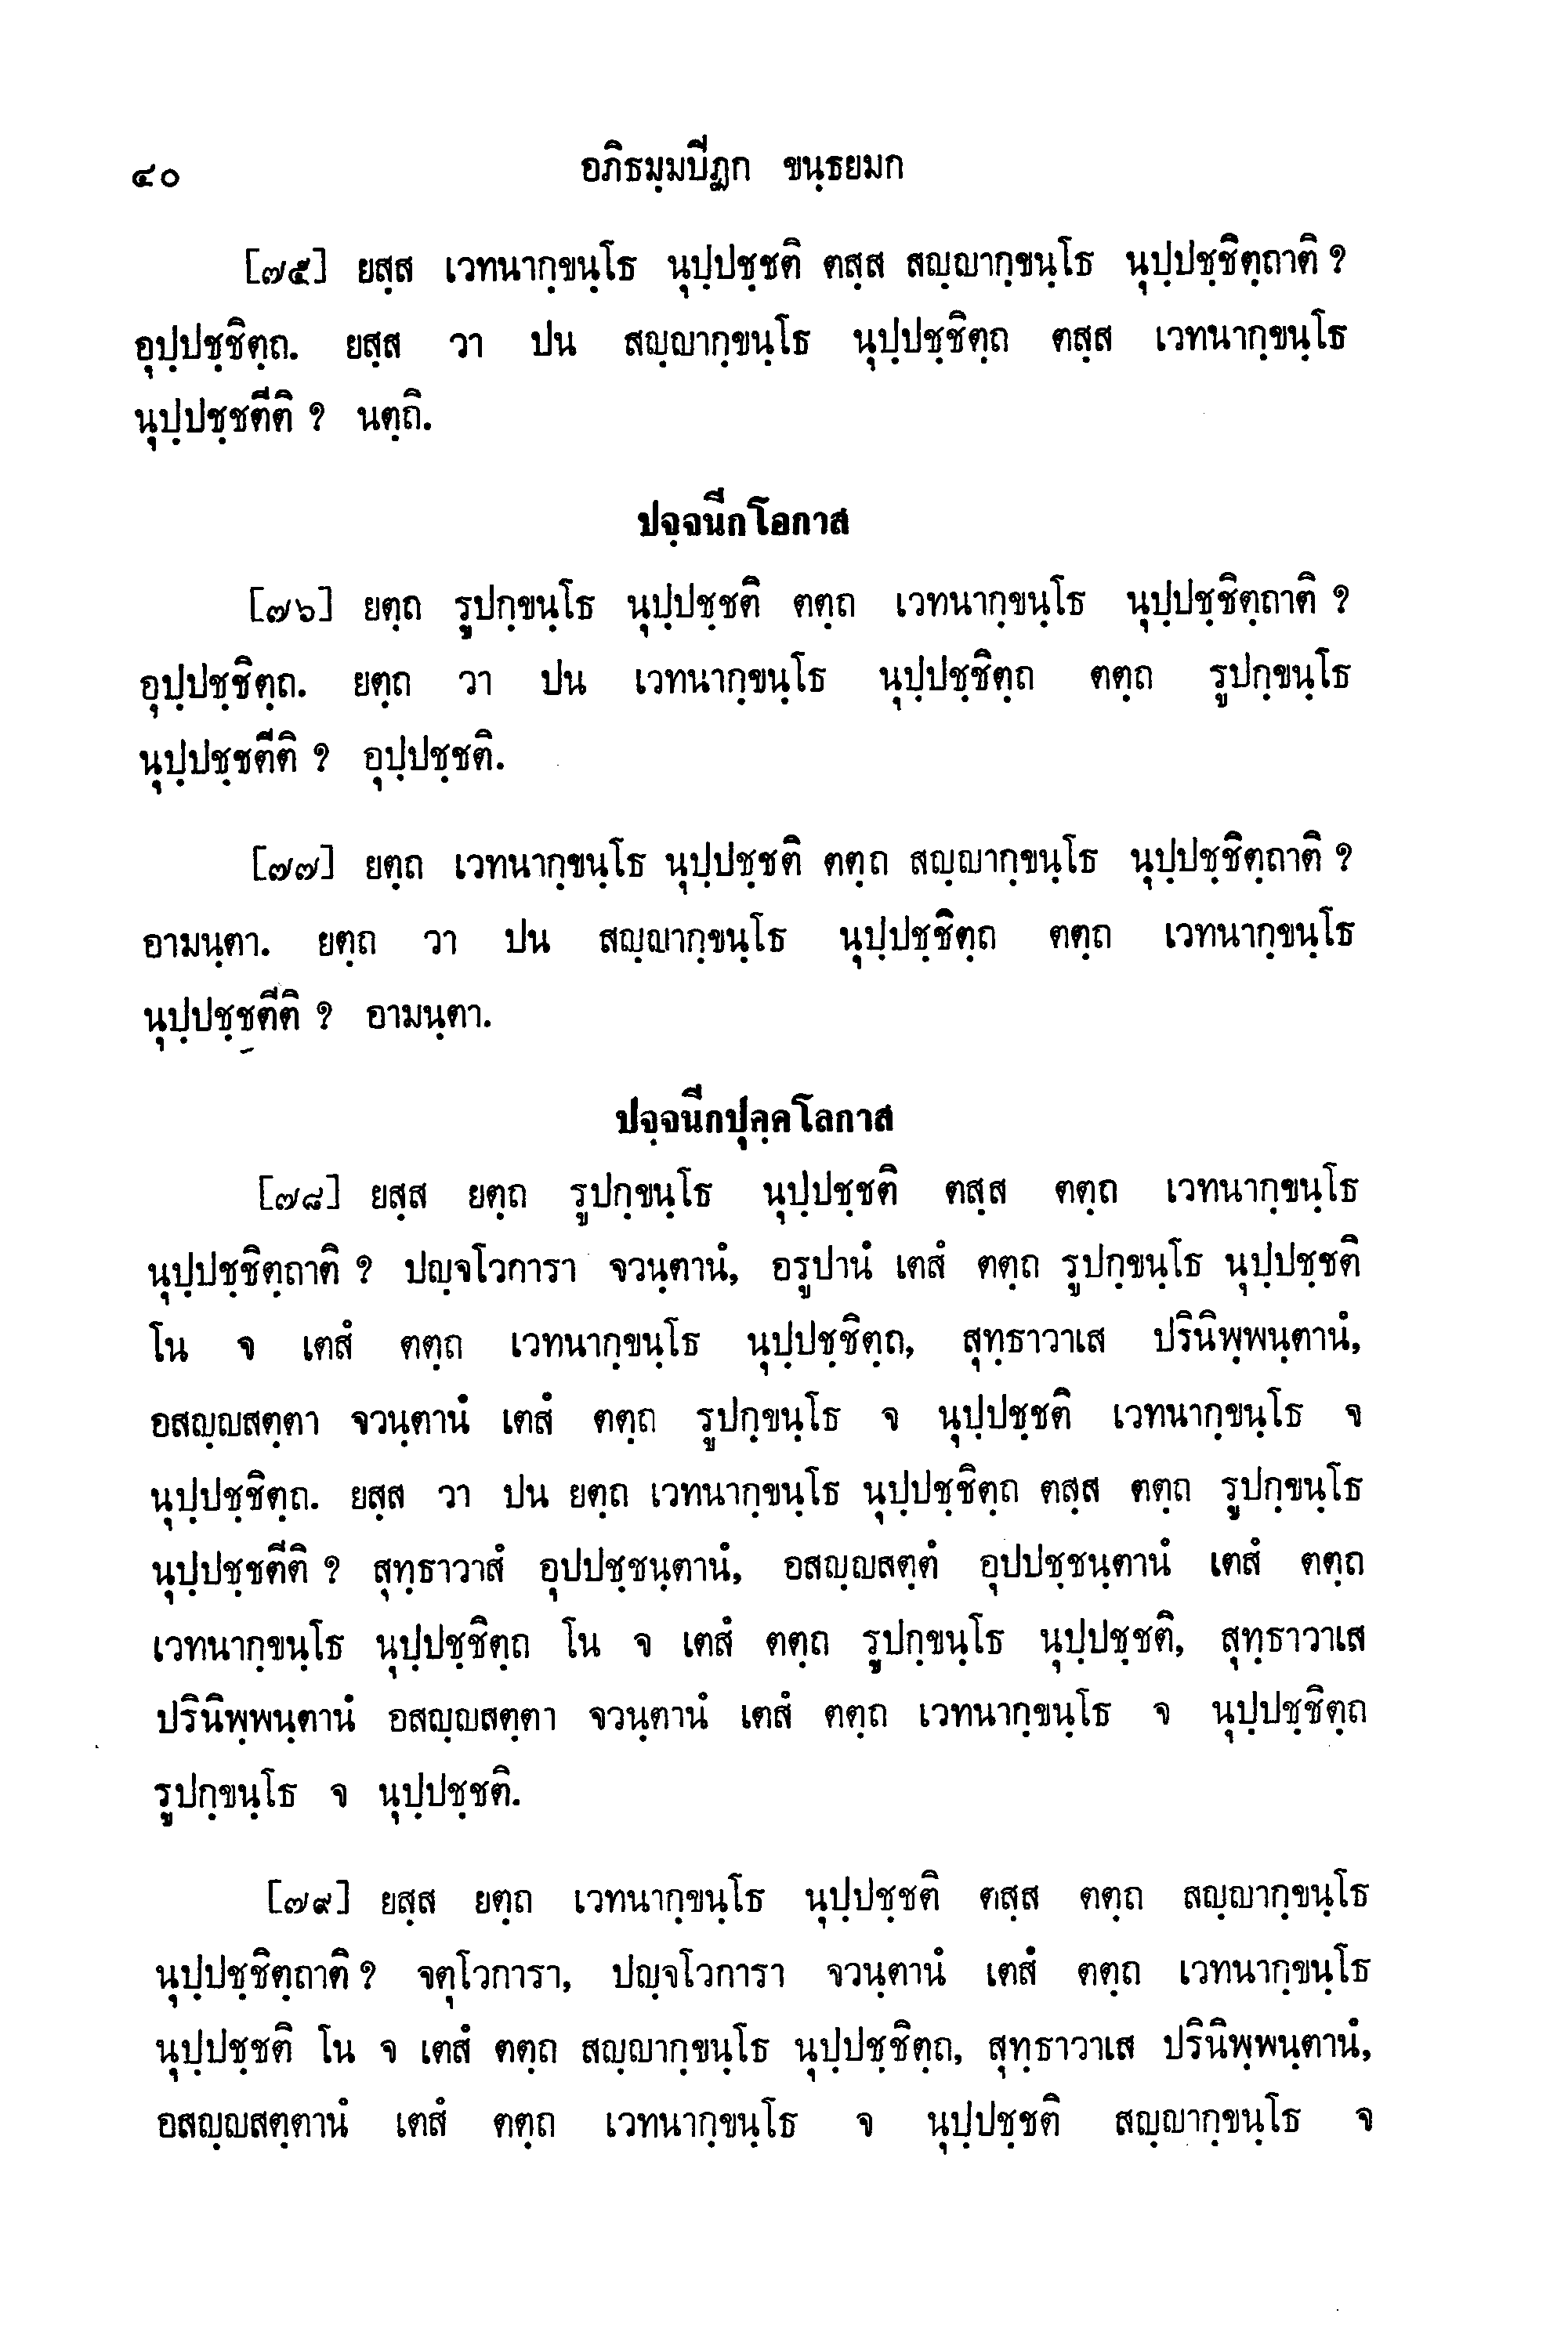 ๔๐ อภิธมฺมปีฏก ขนฺธยมก
[๗๕] ยสฺส เวทนากฺขนฺโธ นุปฺปชฺชติ ตสฺส สญฺญากฺขนฺโธ นุปฺปชฺชิตฺถาติ ?
อุปฺปชฺชิตฺถ. ยสฺส วา ปน สญฺญากฺขนฺโธ นุปฺปชฺชิตฺถ ตสฺส เวทนากฺขนฺโธ
นุปฺปชฺชตีติ ? นตฺถิ.
ปจฺจนีกโอกาส
[๗๖] ยตฺถ รูปกฺขนฺโธ นุปฺปชฺชติ ตตฺถ เวทนากฺขนฺโธ นุปฺปชฺชิตฺถาติ ?
อุปฺปชฺชิตฺถ. ยตฺถ วา ปน เวทนากฺขนฺโธ นุปฺปชฺชิตฺถ ตตฺถ รูปกฺขนฺโธ
นุปฺปชฺชตีติ ? อุปฺปชฺชติ.
[๗๗] ยตฺถ เวทนากฺขนฺโธ นุปฺปชฺชติ ตตฺถ สญฺญากฺขนฺโธ นุปฺปชฺชิตฺถาติ ?
อามนฺตา. ยตฺถ วา ปน สญฺญากฺขนฺโธ นุปฺปชฺชิตฺถ ตตฺถ เวทนากฺขนฺโธ
นุปฺปชฺชตีติ ? อามนฺตา.
ปจฺจนีกปุคฺคโลกาส
[๗๘] ยสฺส ยตฺถ รูปกฺขนฺโธ นุปฺปชฺชติ ตสฺส ตตฺถ เวทนากฺขนฺโธ
นุปฺปชฺชิตฺถาติ ? ปญฺจโวการา จวนฺตานํ, อรูปานํ เตสํ ตตฺถ รูปกฺขนฺโธ นุปฺปชฺชติ
โน จ เตสํ ตตฺถ เวทนากฺขนฺโธ นุปฺปชฺชิตฺถ, สุทฺธาวาเส ปรินิพฺพนฺตานํ,
อสญฺญสตฺตา จวนฺตานํ เตสํ ตตฺถ รูปกฺขนฺโธ จ นุปฺปชฺชติ เวทนากฺขนฺโธ จ
นุปฺปชฺชิตฺถ. ยสฺส วา ปน ยตฺถ เวทนากฺขนฺโธ นุปฺปชฺชิตฺถ ตสฺส ตตฺถ รูปกฺขนฺโธ
นุปฺปชฺชตีติ ? สุทฺธาวาสํ อุปปชฺชนฺตานํ, อสญฺญสตฺตํ อุปปชฺชนฺตานํ เตสํ ตตฺถ
เวทนากฺขนฺโธ นุปฺปชฺชิตฺถ โน จ เตสํ ตตฺถ รูปกฺขนฺโธ นุปฺปชฺชติ, สุทฺธาวาเส
ปรินิพฺพนฺตานํ อสญฺญสตฺตา จวนฺตานํ เตสํ ตตฺถ เวทนากฺขนฺโธ จ นุปฺปชฺชิตฺถ
รูปกฺขนฺโธ จ นุปฺปชฺชติ.
[๗๙] ยสฺส ยตฺถ เวทนากฺขนฺโธ นุปฺปชฺชติ ตสฺส ตตฺถ สญฺญากฺขนฺโธ
นุปฺปชฺชิตฺถาติ ? จตุโวการา, ปญฺจโวการา จวนฺตานํ เตสํ ตตฺถ เวทนากฺขนฺโธ
นุปฺปชฺชติ โน จ เตสํ ตตฺถ สญฺญากฺขนฺโธ นุปฺปชฺชิตฺถ, สุทฺธาวาเส ปรินิพฺพนฺตานํ,
อสญฺญสตฺตานํ เตสํ ตตฺถ เวทนากฺขนฺโธ จ นุปฺปชฺชติ สญฺญากฺขนฺโธ จ